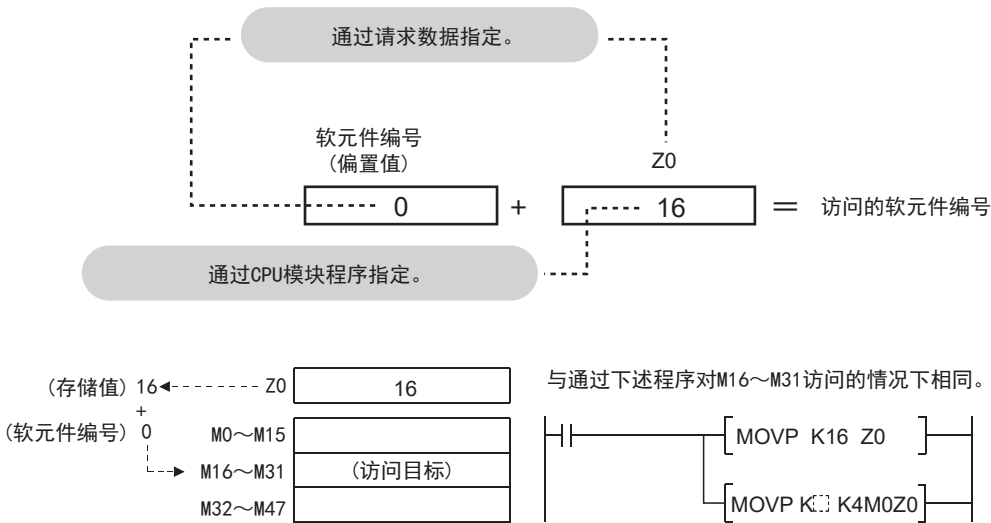 通过请求数据指定。
软元件编号
(偏置值)
Z0
0 + 16 = 访问的软元件编号
通过CPU模块程序指定。
(存储值) 16 Z0 16
+
(软元件编号) 0
M0～M15
M16～M31 (访问目标)
M32～M47
与通过下述程序对M16～M31访问的情况下相同。
MOVP K16 Z0
MOVP K K4M0Z0